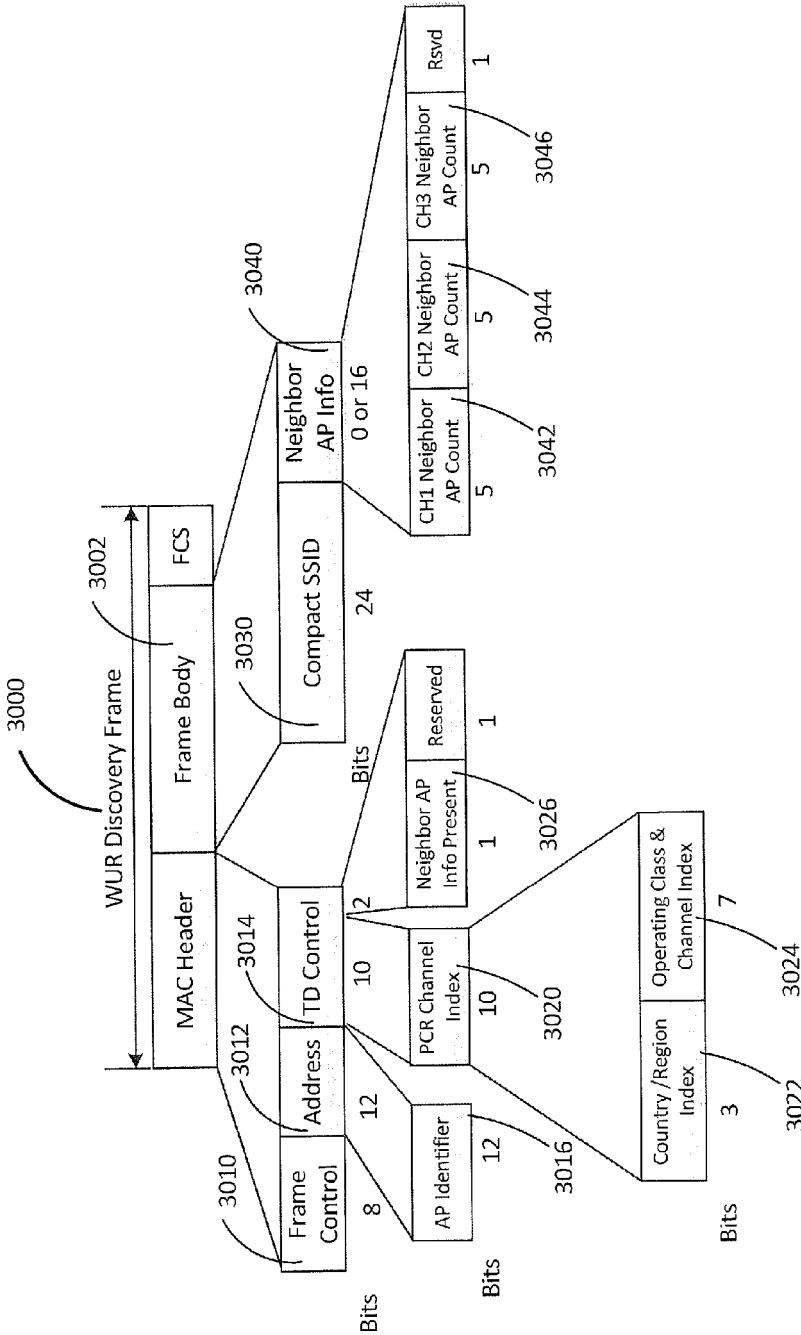 3000
WUR Discovery Frame
3002
MAC Header
Frame Body
FCS
3010
3012
3014
3030
3040
Frame Control
Address
TD Control
Compact SSID
Neighbor AP Info
Bits
8
12
10
2
Bits
24
0 or 16
AP Identifier
PCR Channel Index
Neighbor AP Info Present
Reserved
CH1 Neighbor AP Count
CH2 Neighbor AP Count
CH3 Neighbor AP Count
Rsvd
Bits
12
10
1
1
5
5
5
1
3016
3020
3026
3042
3044
3046
Country /Region Index
Operating Class & Channel Index
Bits
3
7
3022
3024